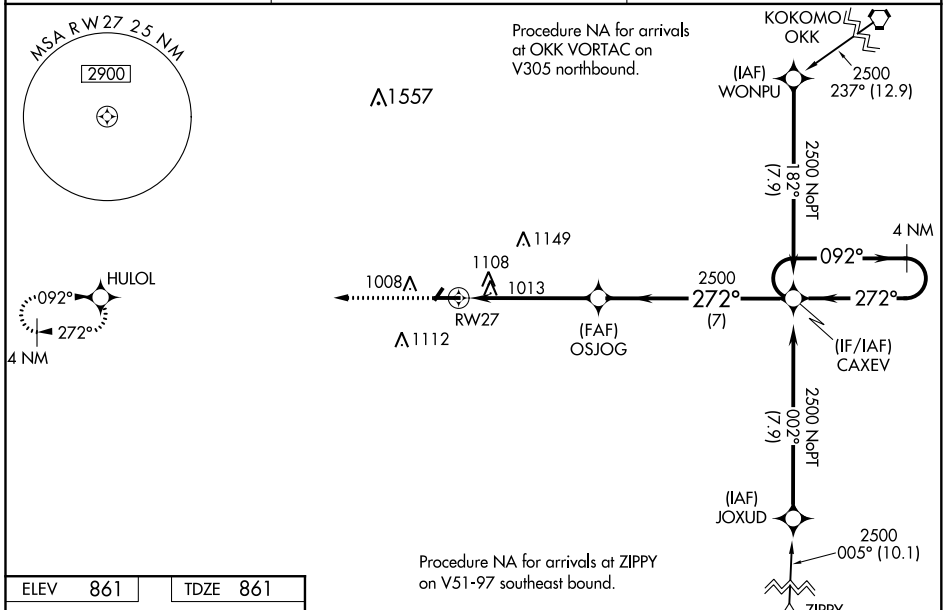 MSA RW27 25 NM
2900
Procedure NA for arrivals
at OKK VORTAC on
V305 northbound.
KOKOMO
OKK
(IAF)
WONPU
2500
237° (12.9)
1557
2500 NoPT
182°
(7.9)
4 NM
092°
1149
1108
1013
1008
RW27
1112
(FAF)
OSJOG
2500
272°
(7)
272°
(IF/IAF)
CAXEV
HULOL
092°
272°
4 NM
2500 NoPT
002°
(7.9)
(IAF)
JOXUD
2500
005° (10.1)
Procedure NA for arrivals at ZIPPY
on V51-97 southeast bound.
ZIPPY
ELEV 861
TDZE 861